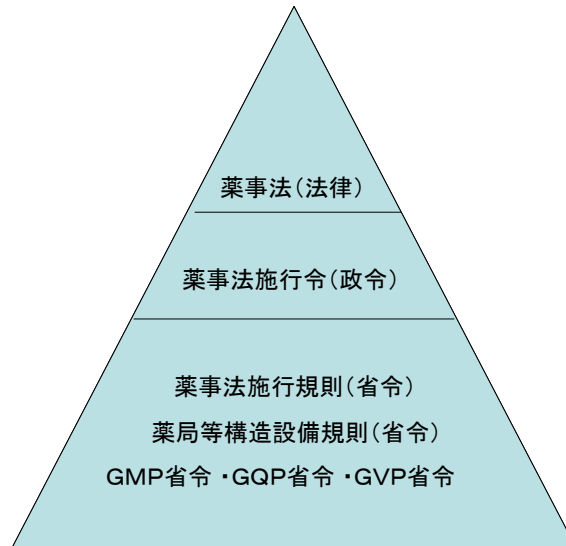 薬事法（法律）
薬事法施行令（政令）
薬事法施行規則（省令）
薬局等構造設備規則（省令）
GMP省令・GQP省令・GVP省令